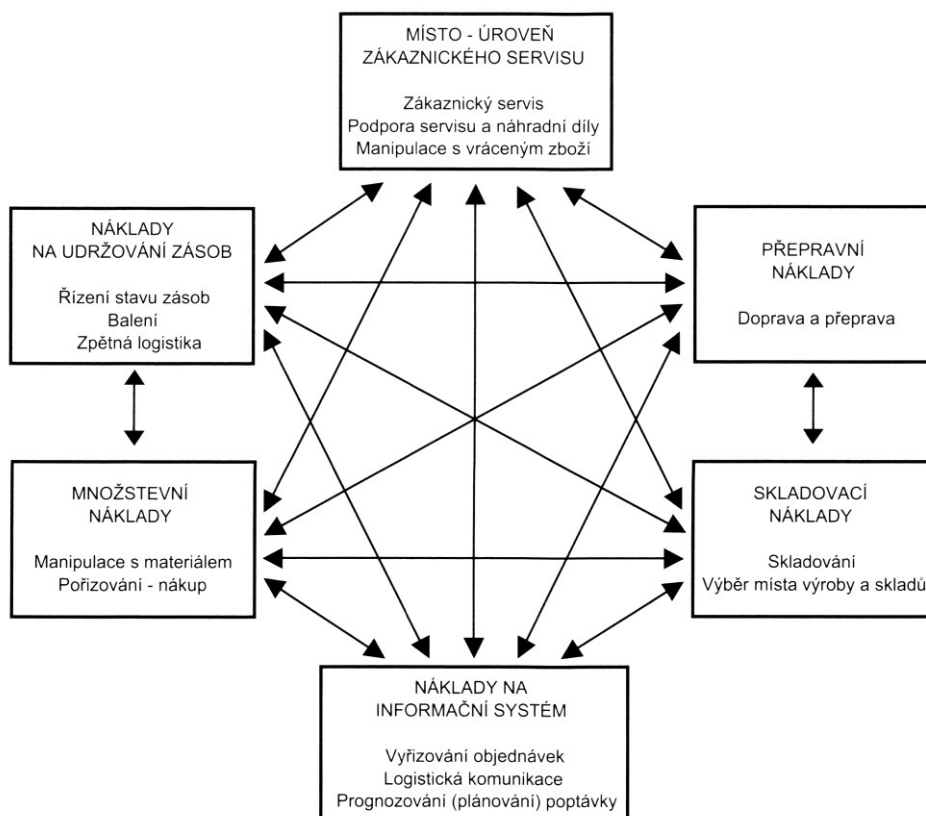 MÍSTO - ÚROVEŇ
ZÁKAZNICKÉHO SERVISU
Zákaznický servis
Podpora servisu a náhradní díly
Manipulace s vráceným zboží
NÁKLADY
NA UDRŽOVÁNÍ ZÁSOB
Řízení stavu zásob
Balení
Zpětná logistika
PŘEPRAVNÍ
NÁKLADY
Doprava a přeprava
MNOŽSTEVNÍ
NÁKLADY
Manipulace s materiálem
Pořizování - nákup
SKLADOVACÍ
NÁKLADY
Skladování
Výběr místa výroby a skladů
NÁKLADY NA
INFORMAČNÍ SYSTÉM
Vyřizování objednávek
Logistická komunikace
Prognozování (plánování) poptávky